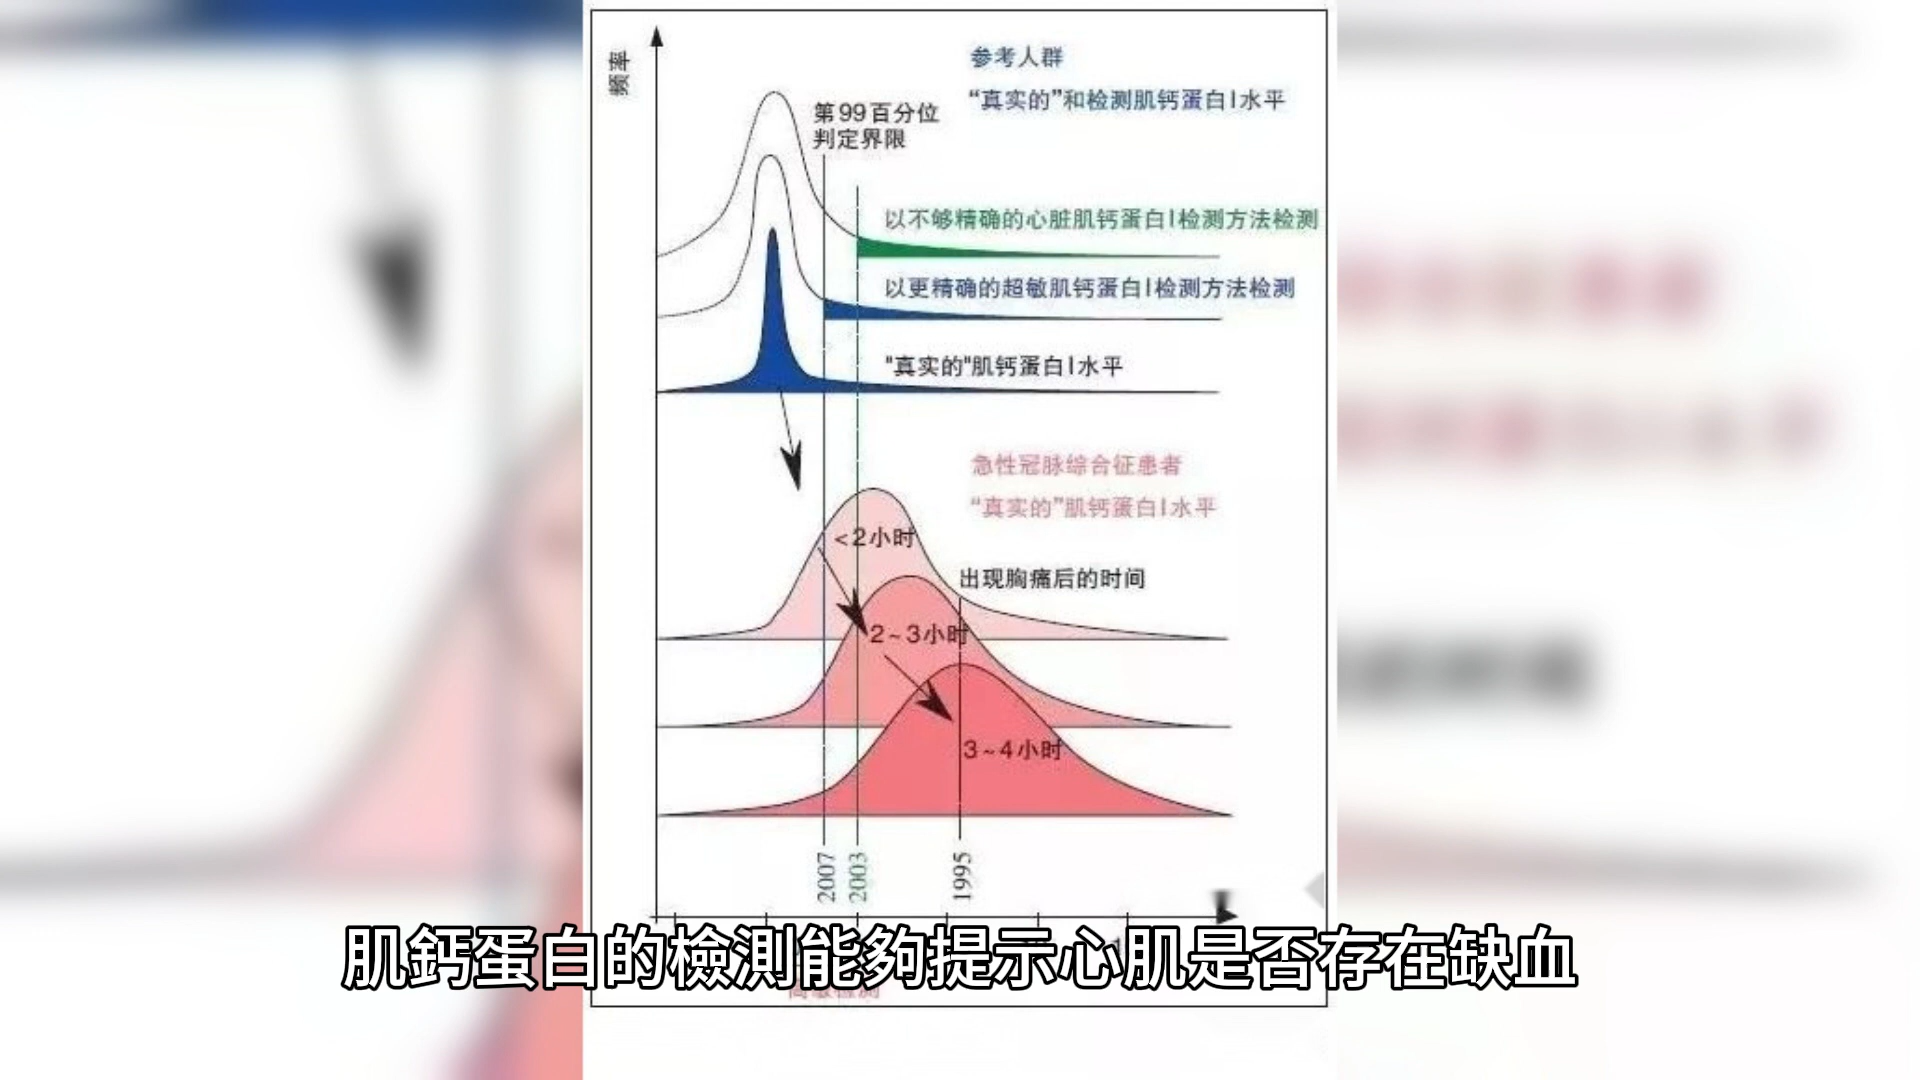 频率
参考人群
“真实的”和检测肌钙蛋白I水平
第99百分位
判定界限
以不够精确的心脏肌钙蛋白I检测方法检测
以更精确的超敏肌钙蛋白I检测方法检测
"真实的"肌钙蛋白I水平
急性冠脉综合征患者
“真实的”肌钙蛋白I水平
<2小时
出现胸痛后的时间
2~3小时
3~4小时
2007
2003
1995
肌鈣蛋白的檢測能夠提示心肌是否存在缺血